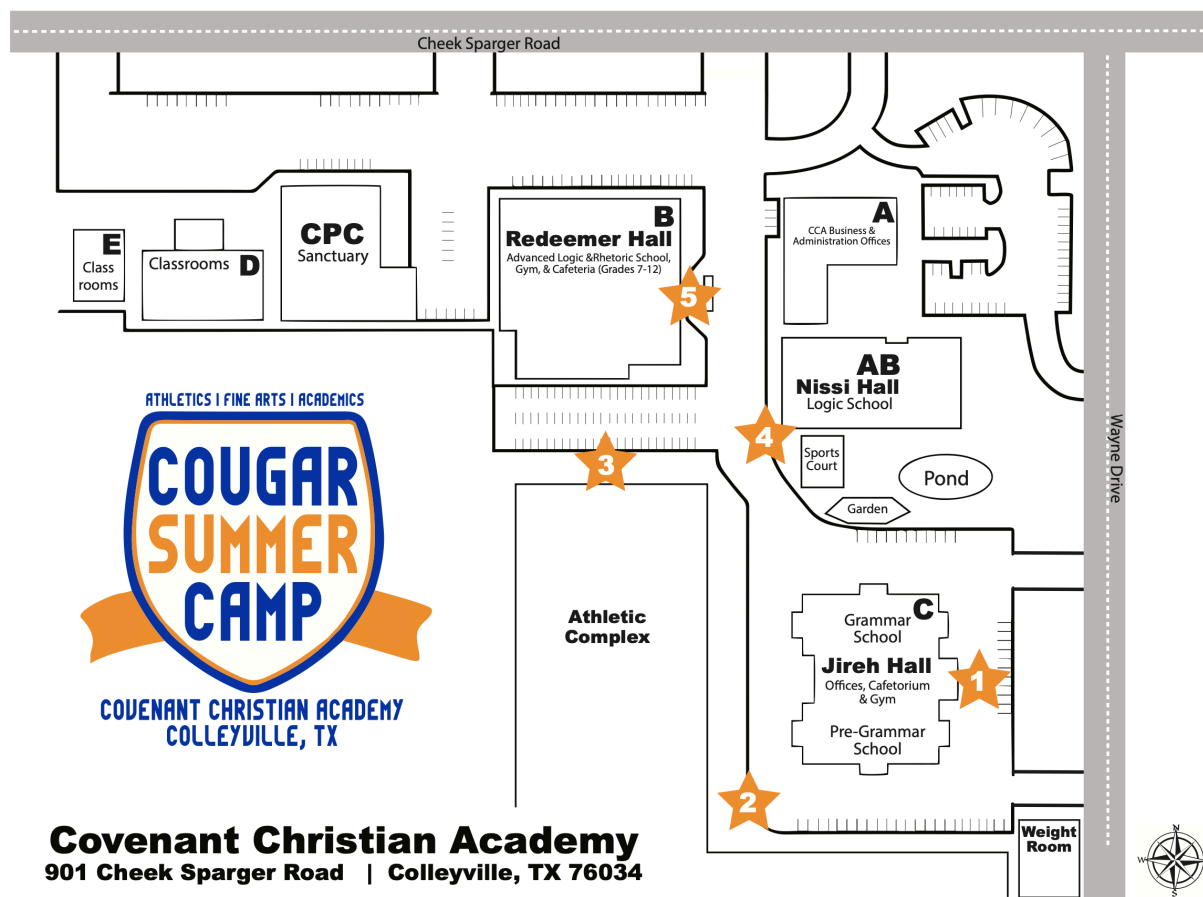 Cheek Sparger Road
A
CCA Business &
Administration Offices
B
Redeemer Hall
Advanced Logic &Rhetoric School,
Gym, & Cafeteria (Grades 7-12)
CPC
Sanctuary
E
Class
rooms
Classrooms D
5
AB
Nissi Hall
Logic School
4
Sports
Court
Pond
Garden
Wayne Drive
3
ATHLETICS | FINE ARTS | ACADEMICS
COUGAR
SUMMER
CAMP
COVENANT CHRISTIAN ACADEMY
COLLEYVILLE, TX
Athletic
Complex
C
Grammar
School
Jireh Hall
Offices, Cafetorium
& Gym
Pre-Grammar
School
1
2
Weight
Room
Covenant Christian Academy
901 Cheek Sparger Road | Colleyville, TX 76034
N
W
S